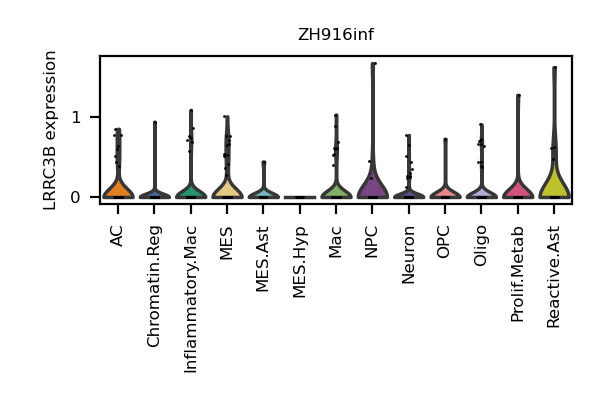 ZH916inf
LRRC3B expression
1
0
AC
Chromatin.Reg
Inflammatory.Mac
MES
MES.Ast
MES.Hyp
Mac
NPC
Neuron
OPC
Oligo
Prolif.Metab
Reactive.Ast